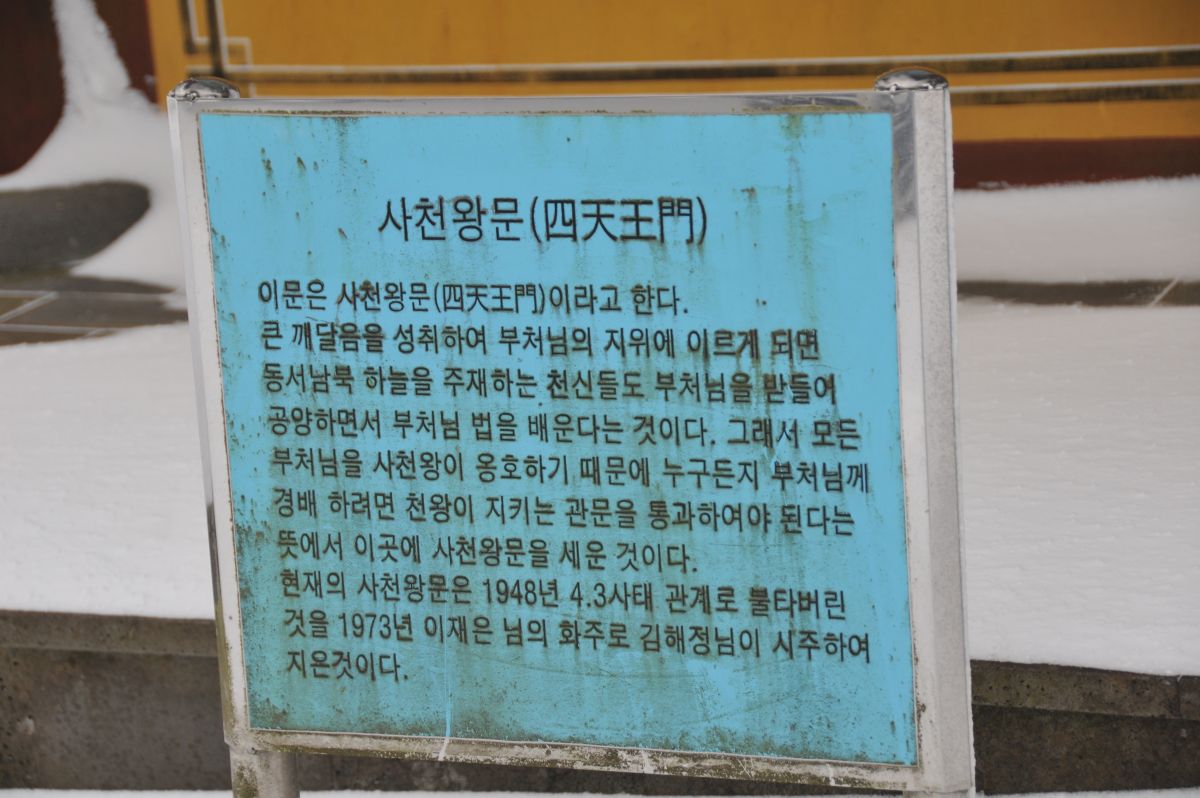 사천왕문(四天王門)
이문은 사천왕문(四天王門)이라고 한다.
큰 깨달음을 성취하여 부처님의 지위에 이르게 되면
동서남북 하늘을 주재하는 천신들도 부처님을 받들어
공양하면서 부처님 법을 배운다는 것이다. 그래서 모든
부처님을 사천왕이 옹호하기 때문에 누구든지 부처님께
경배 하려면 천왕이 지키는 관문을 통과하여야 된다는
뜻에서 이곳에 사천왕문을 세운 것이다.
현재의 사천왕문은 1948년 4.3사태 관계로 불타버린
것을 1973년 이재은 님의 화주로 김해정님이 시주하여
지은것이다.